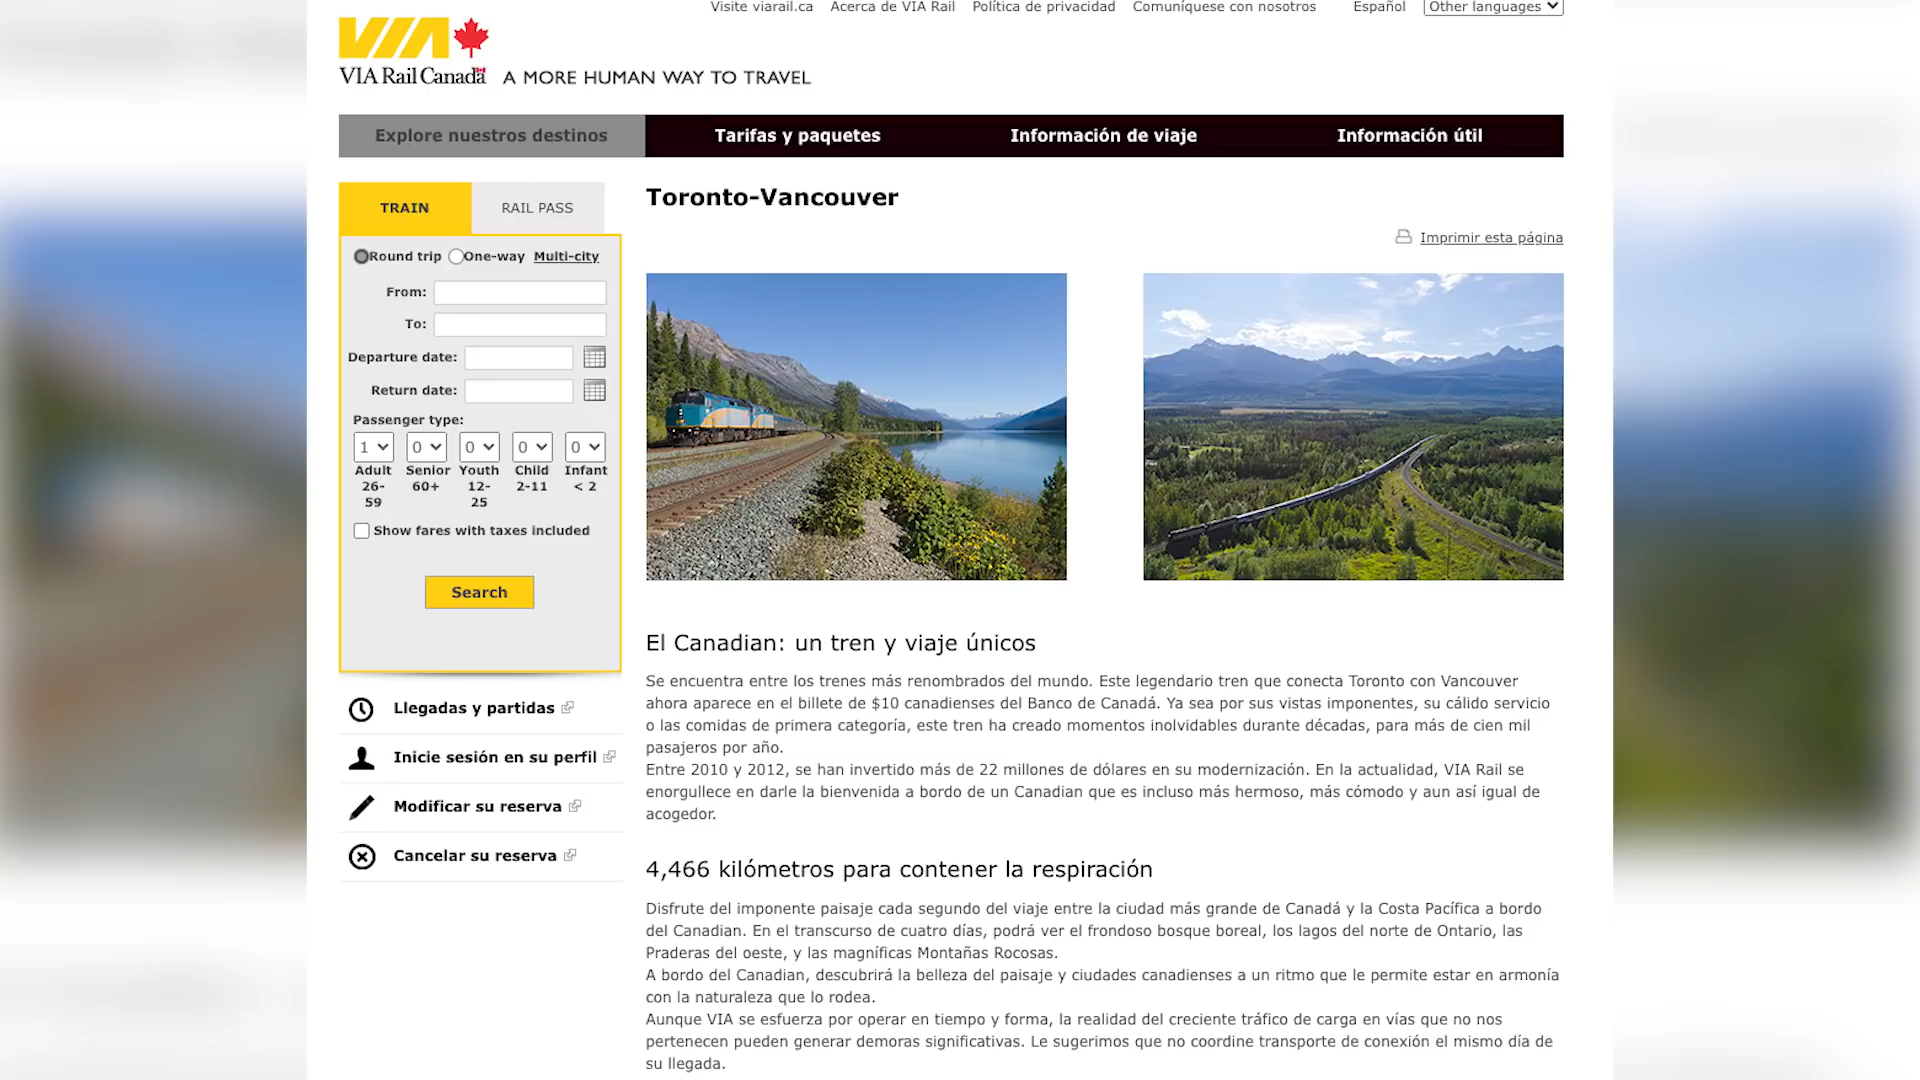 Visite viarail.ca Acerca de VIA Rail Política de privacidad Comuníquese con nosotros Español Other languages
VIA
VIA Rail Canada A MORE HUMAN WAY TO TRAVEL
Explore nuestros destinos Tarifas y paquetes Información de viaje Información útil
TRAIN RAIL PASS
Round trip One-way Multi-city
From:
To:
Departure date:
Return date:
Passenger type:
1 0 0 0 0
Adult Senior Youth Child Infant
26- 60+ 12- 2-11 < 2
59 25
Show fares with taxes included
Search
Llegadas y partidas
Inicie sesión en su perfil
Modificar su reserva
Cancelar su reserva
Toronto-Vancouver
Imprimir esta página
El Canadian: un tren y viaje únicos
Se encuentra entre los trenes más renombrados del mundo. Este legendario tren que conecta Toronto con Vancouver
ahora aparece en el billete de $10 canadienses del Banco de Canadá. Ya sea por sus vistas imponentes, su cálido servicio
o las comidas de primera categoría, este tren ha creado momentos inolvidables durante décadas, para más de cien mil
pasajeros por año.
Entre 2010 y 2012, se han invertido más de 22 millones de dólares en su modernización. En la actualidad, VIA Rail se
enorgullece en darle la bienvenida a bordo de un Canadian que es incluso más hermoso, más cómodo y aun así igual de
acogedor.
4,466 kilómetros para contener la respiración
Disfrute del imponente paisaje cada segundo del viaje entre la ciudad más grande de Canadá y la Costa Pacífica a bordo
del Canadian. En el transcurso de cuatro días, podrá ver el frondoso bosque boreal, los lagos del norte de Ontario, las
Praderas del oeste, y las magníficas Montañas Rocosas.
A bordo del Canadian, descubrirá la belleza del paisaje y ciudades canadienses a un ritmo que le permite estar en armonía
con la naturaleza que lo rodea.
Aunque VIA se esfuerza por operar en tiempo y forma, la realidad del creciente tráfico de carga en vías que no nos
pertenecen pueden generar demoras significativas. Le sugerimos que no coordine transporte de conexión el mismo día de
su llegada.